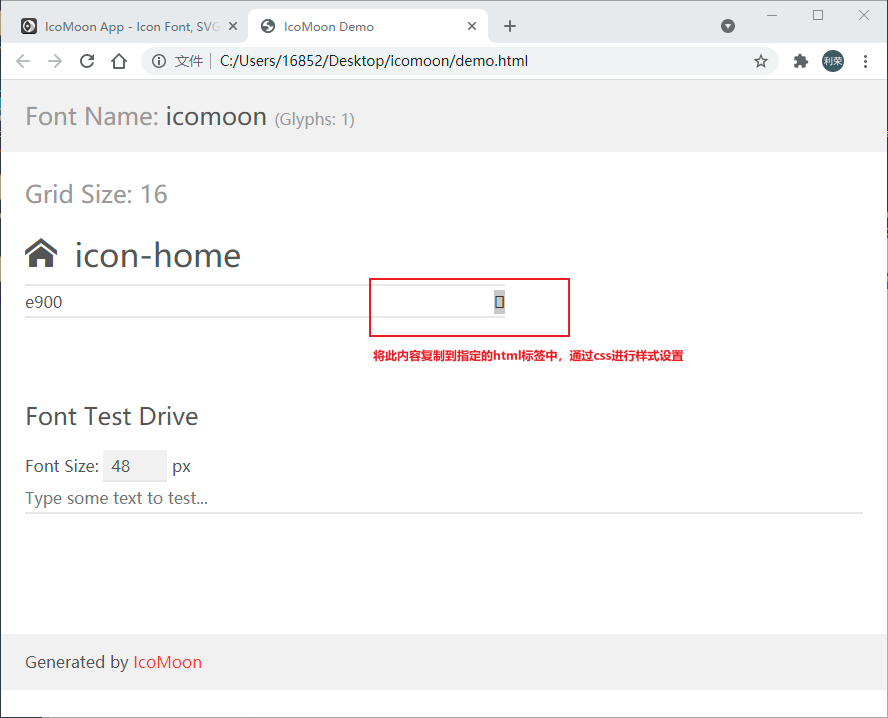 IcoMoon App - Icon Font, SVG
IcoMoon Demo
文件 | C:/Users/16852/Desktop/icomoon/demo.html
利荣
Font Name: icomoon (Glyphs: 1)
Grid Size: 16
icon-home
e900
将此内容复制到指定的html标签中，通过css进行样式设置
Font Test Drive
Font Size: 48 px
Type some text to test...
Generated by IcoMoon